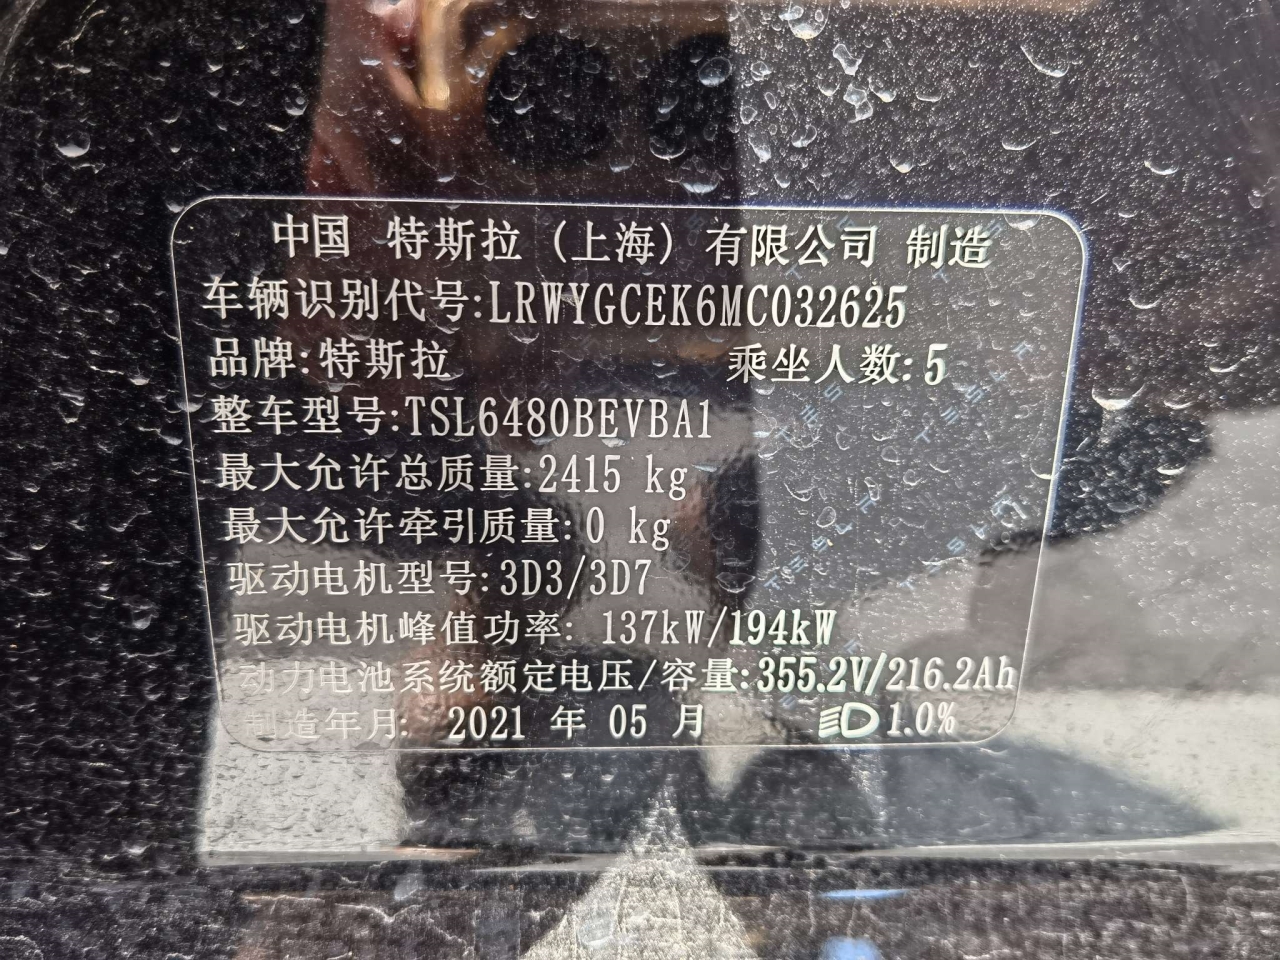 中国 特斯拉（上海）有限公司 制造
车辆识别代号:LRWYGCEK6MC032625
品牌:特斯拉 乘坐人数:5
整车型号:TSL6480BEVBA1
最大允许总质量:2415 kg
最大允许牵引质量:0 kg
驱动电机型号:3D3/3D7
驱动电机峰值功率: 137kW/194kW
动力电池系统额定电压/容量:355.2V/216.2Ah
制造年月: 2021 年 05 月 1.0%